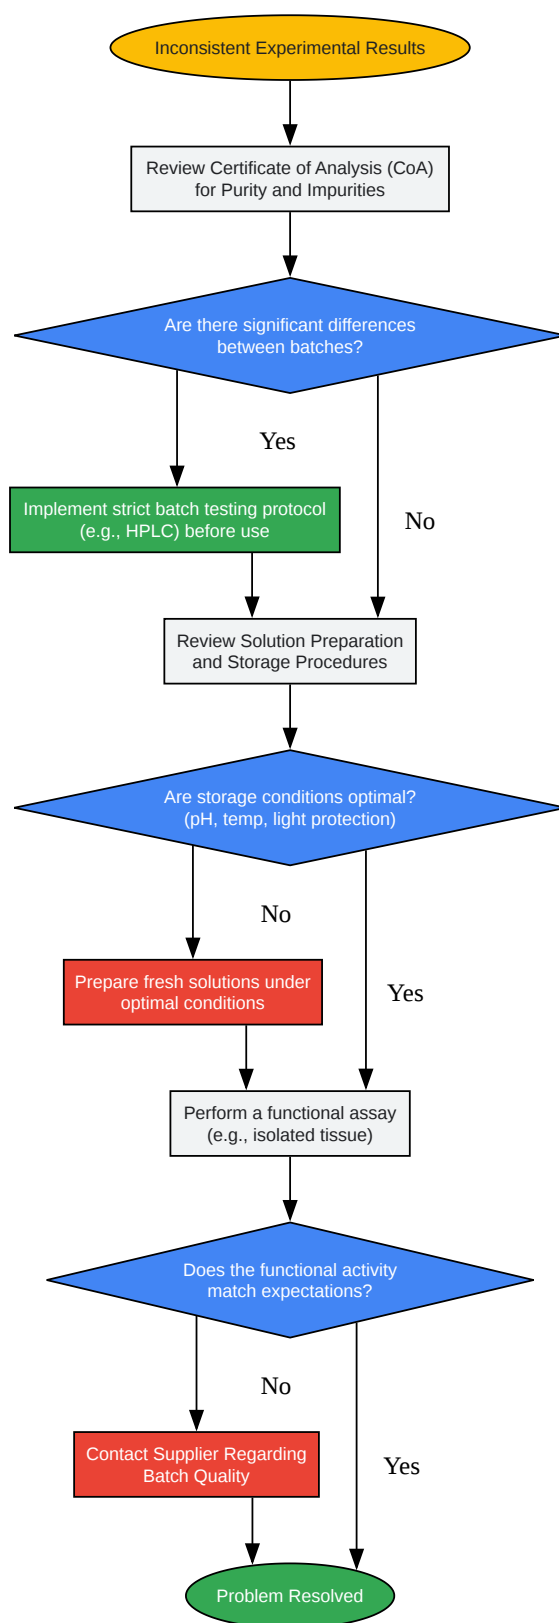 Inconsistent Experimental Results
Review Certificate of Analysis (CoA)
for Purity and Impurities
Are there significant differences
between batches?
Yes
Implement strict batch testing protocol
(e.g., HPLC) before use
No
Review Solution Preparation
and Storage Procedures
Are storage conditions optimal?
(pH, temp, light protection)
No
Prepare fresh solutions under
optimal conditions
Yes
Perform a functional assay
(e.g., isolated tissue)
Does the functional activity
match expectations?
No
Contact Supplier Regarding
Batch Quality
Yes
Problem Resolved